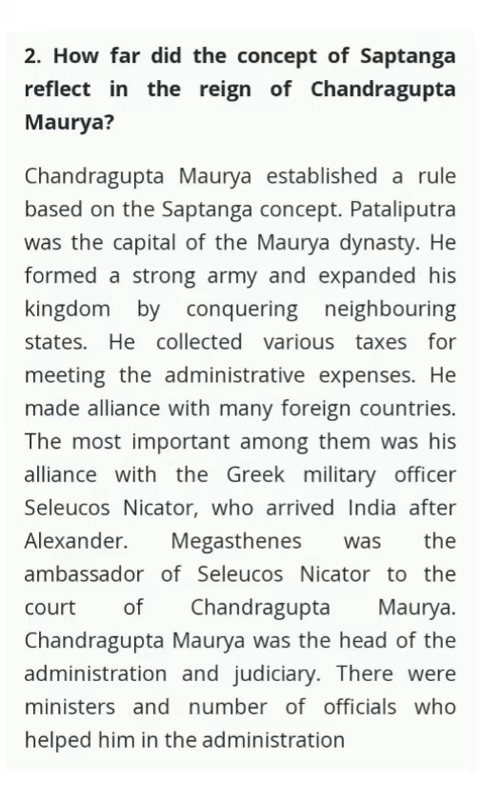 2. How far did the concept of Saptanga
reflect in the reign of Chandragupta
Maurya?
Chandragupta Maurya established a rule
based on the Saptanga concept. Pataliputra
was the capital of the Maurya dynasty. He
formed a strong army and expanded his
kingdom by conquering neighbouring
states. He collected various taxes for
meeting the administrative expenses. He
made alliance with many foreign countries.
The most important among them was his
alliance with the Greek military officer
Seleucos Nicator, who arrived India after
Alexander. Megasthenes was the
ambassador of Seleucos Nicator to the
court of Chandragupta Maurya.
Chandragupta Maurya was the head of the
administration and judiciary. There were
ministers and number of officials who
helped him in the administration